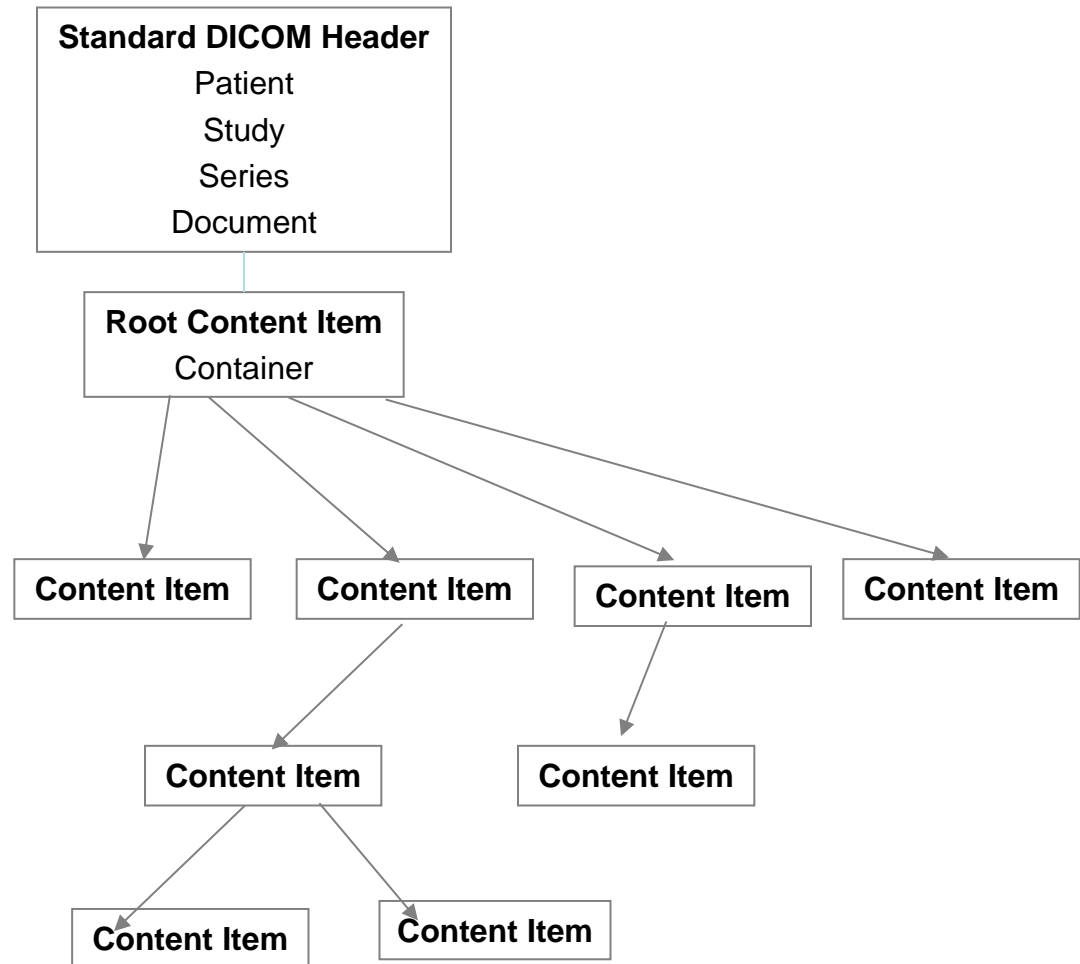 Standard DICOM Header
Patient
Study
Series
Document
Root Content Item
Container
Content Item
Content Item
Content Item
Content Item
Content Item
Content Item
Content Item
Content Item